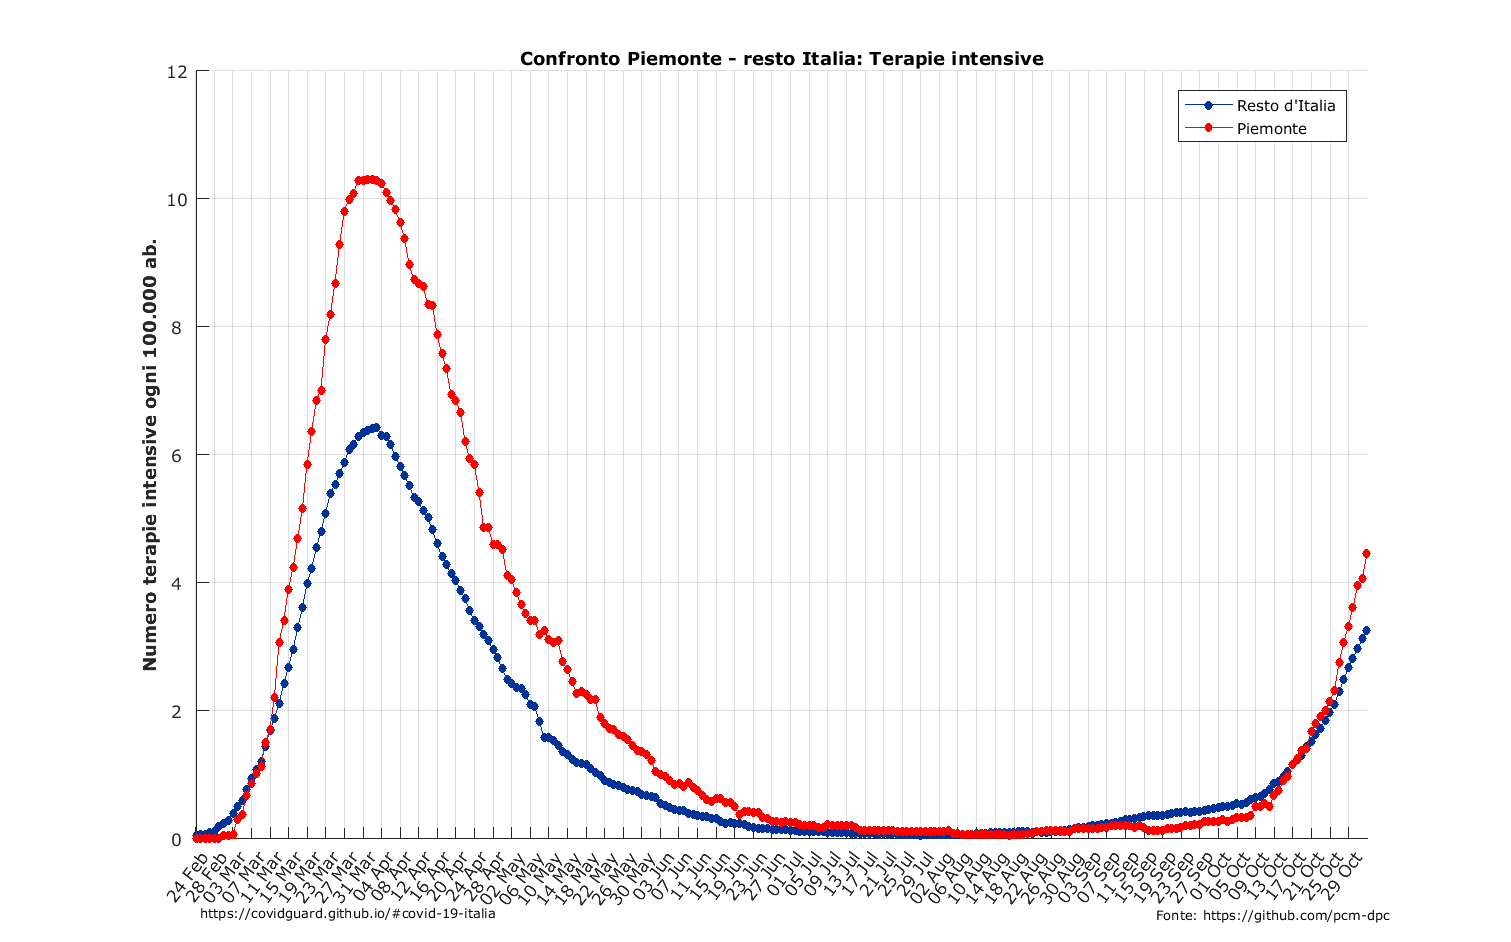 Confronto Piemonte - resto Italia: Terapie intensive
Resto d'Italia
Piemonte
Numero terapie intensive ogni 100.000 ab.
12
10
8
6
4
2
0
24 Feb
28 Feb
03 Mar
07 Mar
11 Mar
15 Mar
19 Mar
23 Mar
27 Mar
31 Mar
04 Apr
08 Apr
12 Apr
16 Apr
20 Apr
24 Apr
28 Apr
02 May
06 May
10 May
14 May
18 May
22 May
26 May
30 May
03 Jun
07 Jun
11 Jun
15 Jun
19 Jun
23 Jun
27 Jun
01 Jul
05 Jul
09 Jul
13 Jul
17 Jul
21 Jul
25 Jul
29 Jul
02 Aug
06 Aug
10 Aug
14 Aug
18 Aug
22 Aug
26 Aug
30 Aug
03 Sep
07 Sep
11 Sep
15 Sep
19 Sep
23 Sep
27 Sep
01 Oct
05 Oct
09 Oct
13 Oct
17 Oct
21 Oct
25 Oct
29 Oct
https://covidguard.github.io/#covid-19-italia
Fonte: https://github.com/pcm-dpc